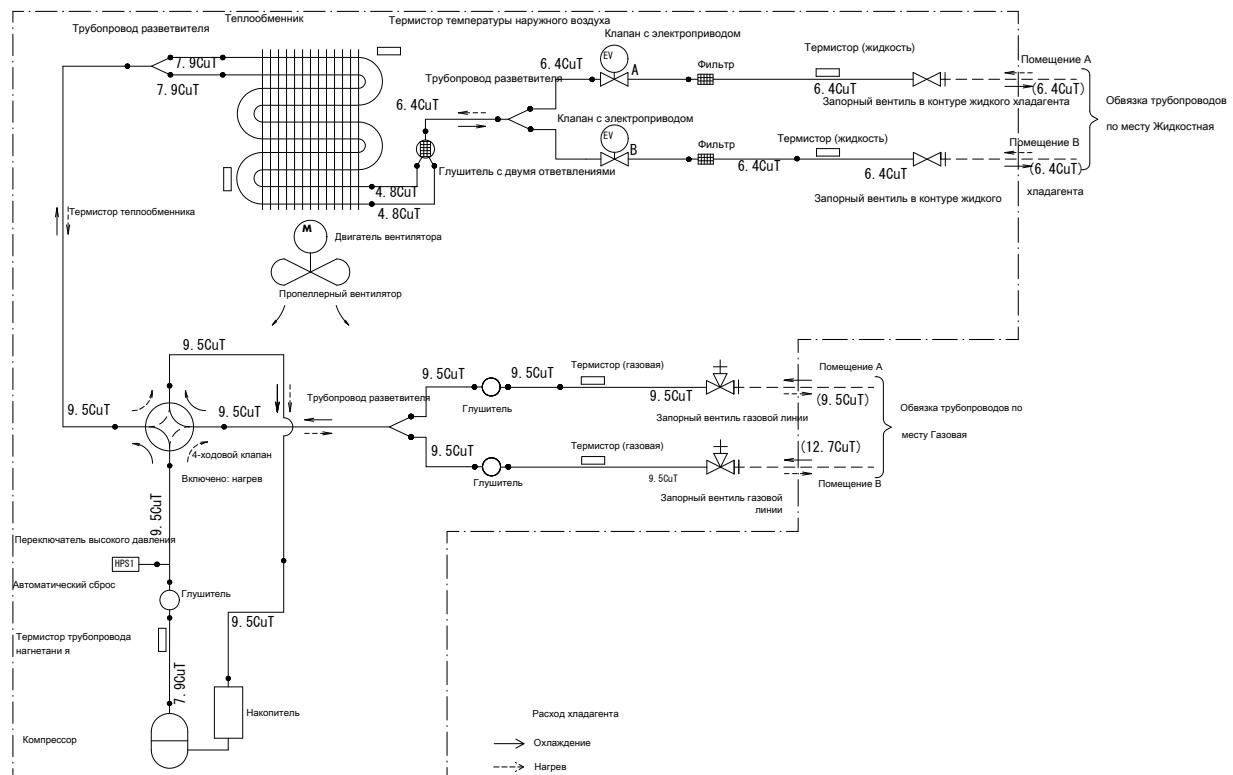 Теплообменник
Термистор температуры наружного воздуха
Трубопровод разветвителя
Клапан с электроприводом
7.9CuT
7.9CuT
EV
A
6.4CuT
Фильтр
Термистор (жидкость)
Помещение A
Трубопровод разветвителя
6.4CuT
6.4CuT
(6.4CuT)
6.4CuT
Запорный вентиль в контуре жидкого хладагента
Обвязка трубопроводов
по месту Жидкостная
Клапан с электроприводом
EV
B
Фильтр
Термистор (жидкость)
Помещение B
6.4CuT
6.4CuT
(6.4CuT)
Глушитель с двумя ответвлениями
4.8CuT
4.8CuT
Запорный вентиль в контуре жидкого
хладагента
Термистор теплообменника
M
Двигатель вентилятора
Пропеллерный вентилятор
9.5CuT
9.5CuT
9.5CuT
Трубопровод разветвителя
9.5CuT
9.5CuT
Термистор (газовая)
9.5CuT
Помещение A
(9.5CuT)
Глушитель
Запорный вентиль газовой линии
Обвязка трубопроводов по
месту Газовая
9.5CuT
Термистор (газовая)
(12.7CuT)
4-ходовой клапан
Включено: нагрев
Глушитель
9.5CuT
Помещение B
Запорный вентиль газовой
линии
9.5CuT
Переключатель высокого давления
HPS1
Автоматический сброс
Глушитель
9.5CuT
Термистор трубопровода
нагнетани я
7.9CuT
Накопитель
Компрессор
Расход хладагента
Охлаждение
Нагрев